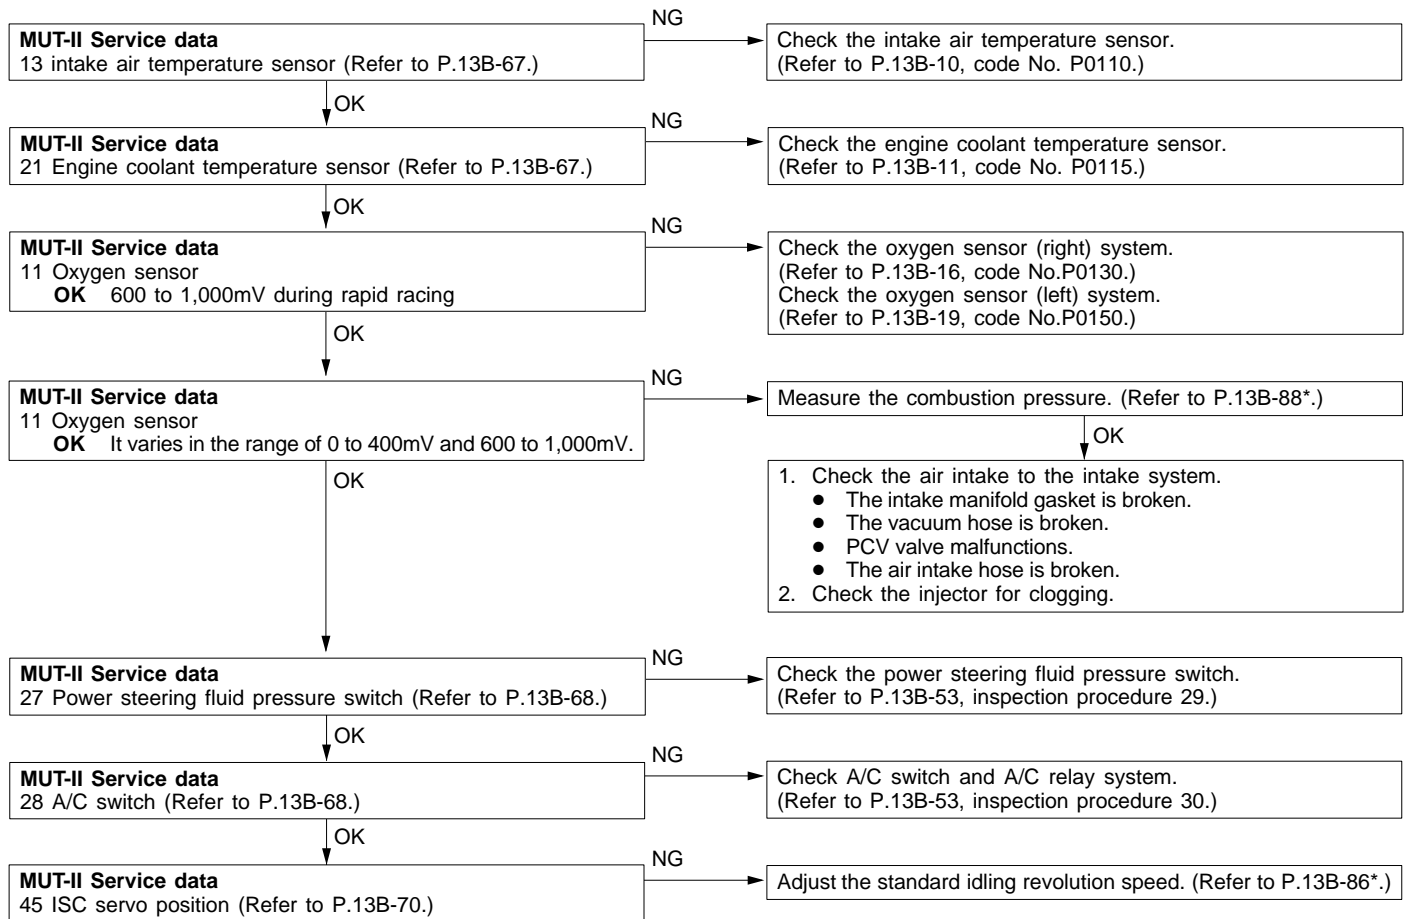 NG
MUT-II Service data
13 intake air temperature sensor (Refer to P.13B-67.)
Check the intake air temperature sensor.
(Refer to P.13B-10, code No. P0110.)
OK
NG
MUT-II Service data
21 Engine coolant temperature sensor (Refer to P.13B-67.)
Check the engine coolant temperature sensor.
(Refer to P.13B-11, code No. P0115.)
OK
NG
MUT-II Service data
11 Oxygen sensor
OK 600 to 1,000mV during rapid racing
Check the oxygen sensor (right) system.
(Refer to P.13B-16, code No.P0130.)
Check the oxygen sensor (left) system.
(Refer to P.13B-19, code No.P0150.)
OK
NG
MUT-II Service data
11 Oxygen sensor
OK It varies in the range of 0 to 400mV and 600 to 1,000mV.
Measure the combustion pressure. (Refer to P.13B-88*.)
OK
OK
1. Check the air intake to the intake system.
● The intake manifold gasket is broken.
● The vacuum hose is broken.
● PCV valve malfunctions.
● The air intake hose is broken.
2. Check the injector for clogging.
NG
MUT-II Service data
27 Power steering fluid pressure switch (Refer to P.13B-68.)
Check the power steering fluid pressure switch.
(Refer to P.13B-53, inspection procedure 29.)
OK
NG
MUT-II Service data
28 A/C switch (Refer to P.13B-68.)
Check A/C switch and A/C relay system.
(Refer to P.13B-53, inspection procedure 30.)
OK
NG
MUT-II Service data
45 ISC servo position (Refer to P.13B-70.)
Adjust the standard idling revolution speed. (Refer to P.13B-86*.)